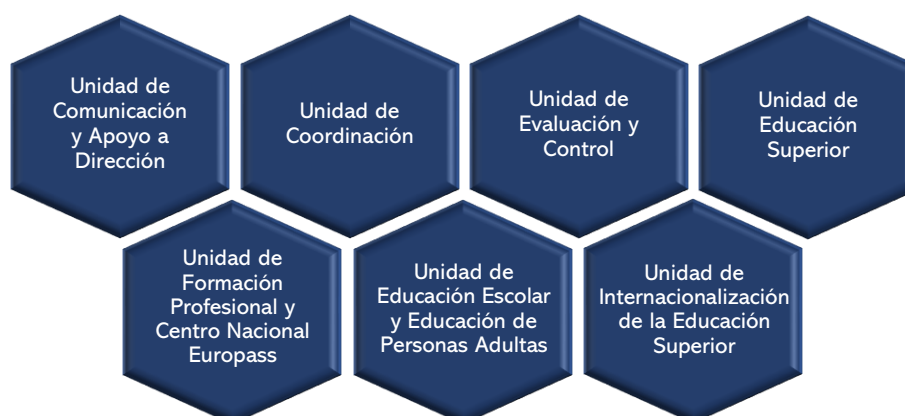 Unidad de
Comunicación
y Apoyo a
Dirección
Unidad de
Coordinación
Unidad de
Evaluación y
Control
Unidad de
Educación
Superior
Unidad de
Formación
Profesional y
Centro Nacional
Europass
Unidad de
Educación Escolar
y Educación de
Personas Adultas
Unidad de
Internacionalización
de la Educación
Superior